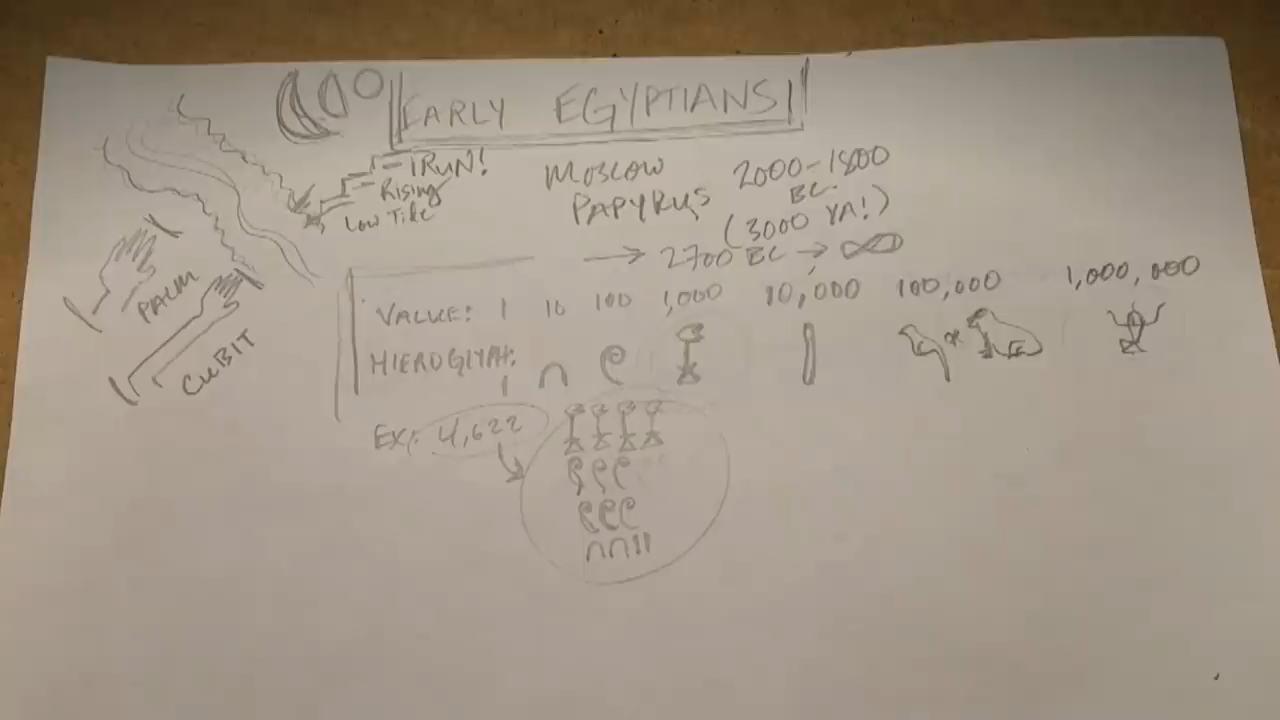 EARLY EGYPTIANS!
RUN!
Rising
Low Tide
MOSCOW
PAPYRUS
2000-1800
BC.
(3000 YA!)
→ 2700 BC → ∞
PALM
CUBIT
VALUE: 1 10 100 1,000 10,000 100,000 1,000,000
HIEROGLYPH:
or
EX: 4,622